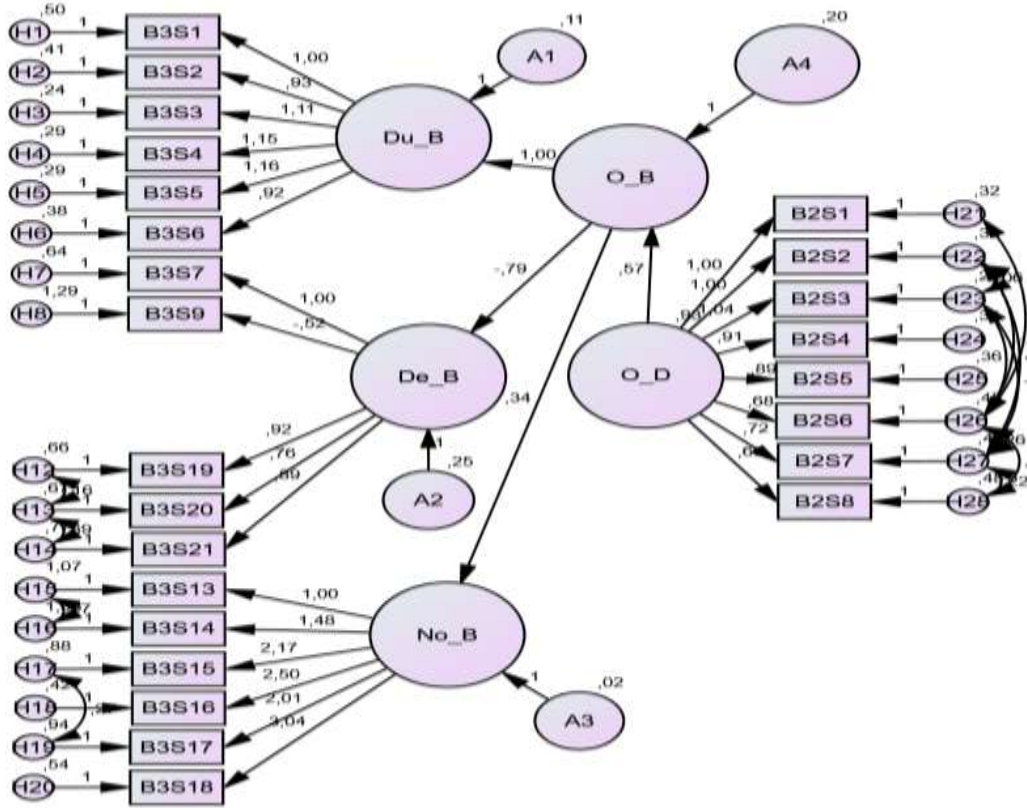 ,50
H1 1 B3S1
,41
H2 1 B3S2
,24
H3 1 B3S3
,29
H4 1 B3S4
,29
H5 1 B3S5
,38
H6 1 B3S6
,64
H7 1 B3S7
1,29
H8 1 B3S9
1,00
,93
1,11
1,15
1,16
,92
Du_B
,11
A1
1
,20
A4
1
1,00
O_B
-,79
,57
,34
1,00
-,52
De_B
,92
,76
,89
1
,25
A2
O_D
1,00
1,00
1,04
,91
,89
,68
,72
B2S1 1 H21
,32
B2S2 1 H22
B2S3 1 H23
B2S4 1 H24
,36
B2S5 1 H25
B2S6 1 H26
B2S7 1 H27
B2S8 1 H28
,66
H12 1 B3S19
H13 1 B3S20
H14 1 B3S21
1,07
H15 1 B3S13
H16 1 B3S14
,88
H17 1 B3S15
,42
H18 1 B3S16
,94
H19 1 B3S17
,54
H20 1 B3S18
1,00
1,48
2,17
2,50
2,01
3,04
No_B
1
,02
A3